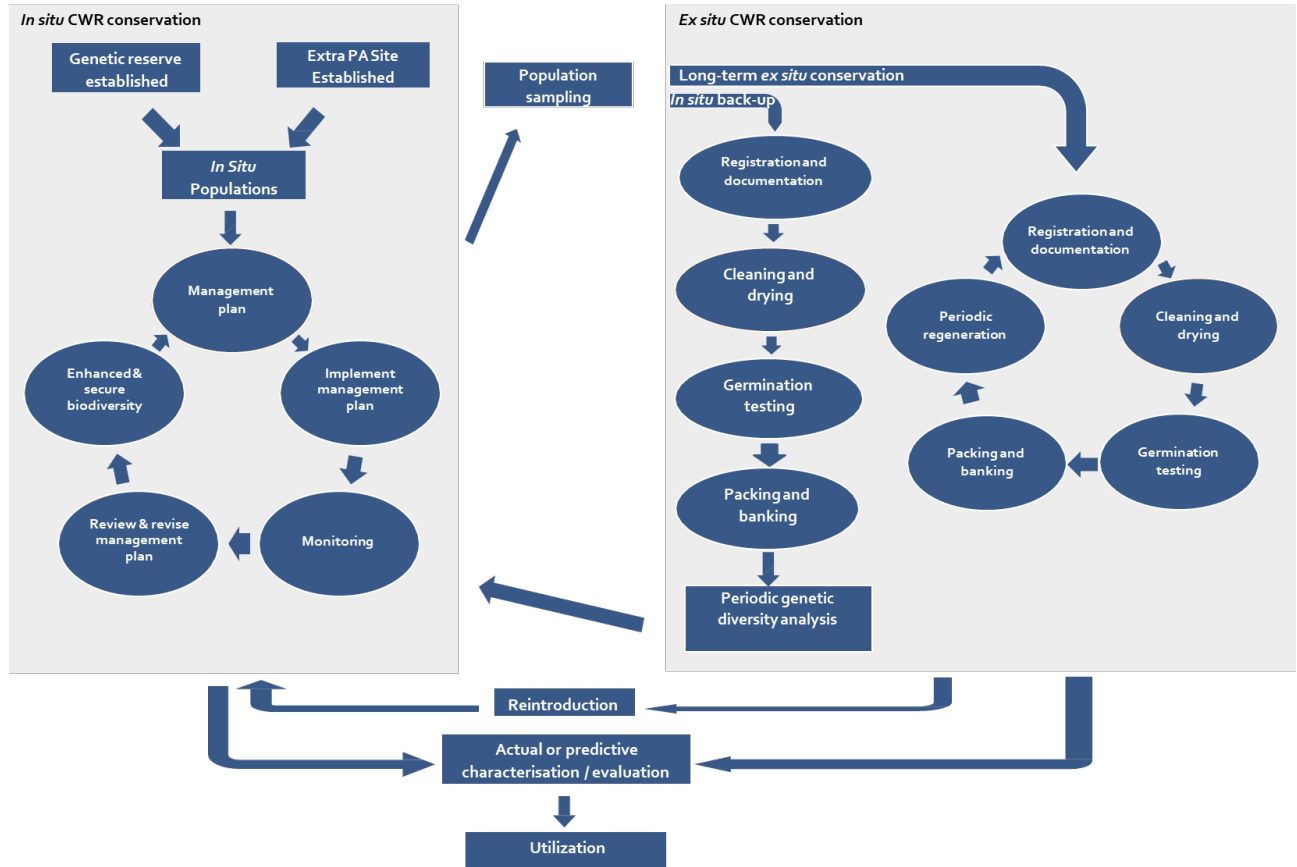 In situ CWR conservation
Genetic reserve
established
Extra PA Site
Established
In Situ
Populations
Management
plan
Implement
management
plan
Monitoring
Review & revise
management
plan
Enhanced &
secure
biodiversity
Population
sampling
Ex situ CWR conservation
Long-term ex situ conservation
In situ back-up
Registration and
documentation
Cleaning and
drying
Germination
testing
Packing and
banking
Periodic genetic
diversity analysis
Registration and
documentation
Cleaning and
drying
Germination
testing
Packing and
banking
Periodic
regeneration
Reintroduction
Actual or predictive
characterisation / evaluation
Utilization